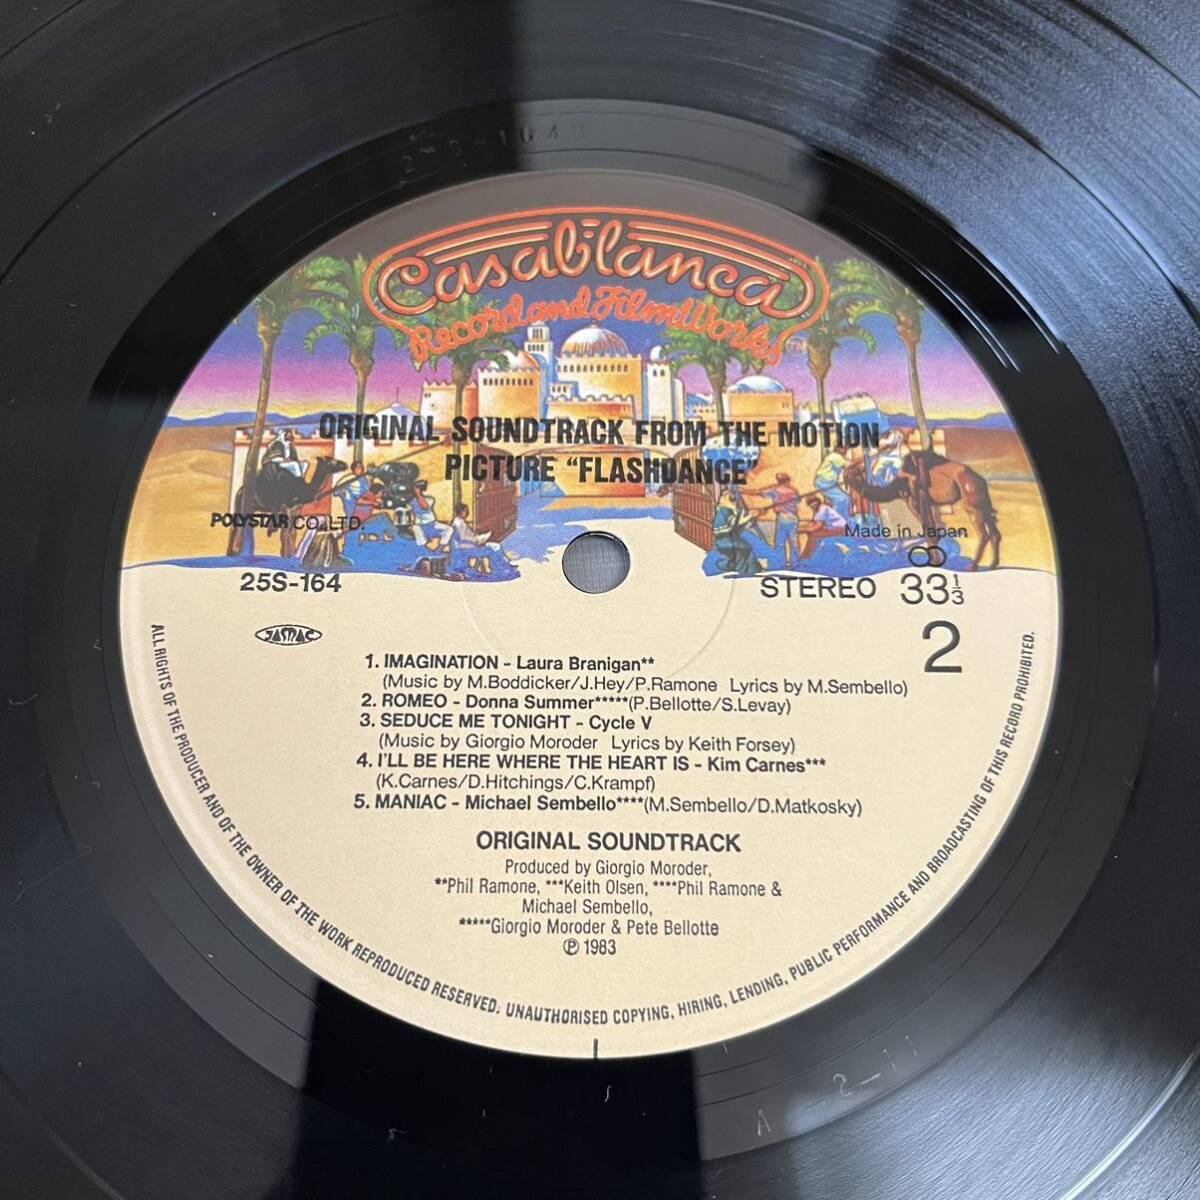 Casablanca
Record and FilmWorks
TM
ORIGINAL SOUNDTRACK FROM THE MOTION
PICTURE “FLASHDANCE”
POLYSTAR CO., LTD.
Made in Japan
25S-164
STEREO 33 1/3
JASRAC
2
1. IMAGINATION - Laura Branigan**
(Music by M.Boddicker/J.Hey/P.Ramone Lyrics by M.Sembello)
2. ROMEO - Donna Summer*****(P.Bellotte/S.Levay)
3. SEDUCE ME TONIGHT - Cycle V
(Music by Giorgio Moroder Lyrics by Keith Forsey)
4. I'LL BE HERE WHERE THE HEART IS - Kim Carnes***
(K.Carnes/D.Hitchings/C.Krampf)
5. MANIAC - Michael Sembello****(M.Sembello/D.Matkosky)
ORIGINAL SOUNDTRACK
Produced by Giorgio Moroder,
**Phil Ramone, ***Keith Olsen, ****Phil Ramone &
Michael Sembello,
*****Giorgio Moroder & Pete Bellotte
℗ 1983
ALL RIGHTS OF THE PRODUCER AND OF THE OWNER OF THE WORK REPRODUCED RESERVED. UNAUTHORISED COPYING, HIRING, LENDING, PUBLIC PERFORMANCE AND BROADCASTING OF THIS RECORD PROHIBITED.